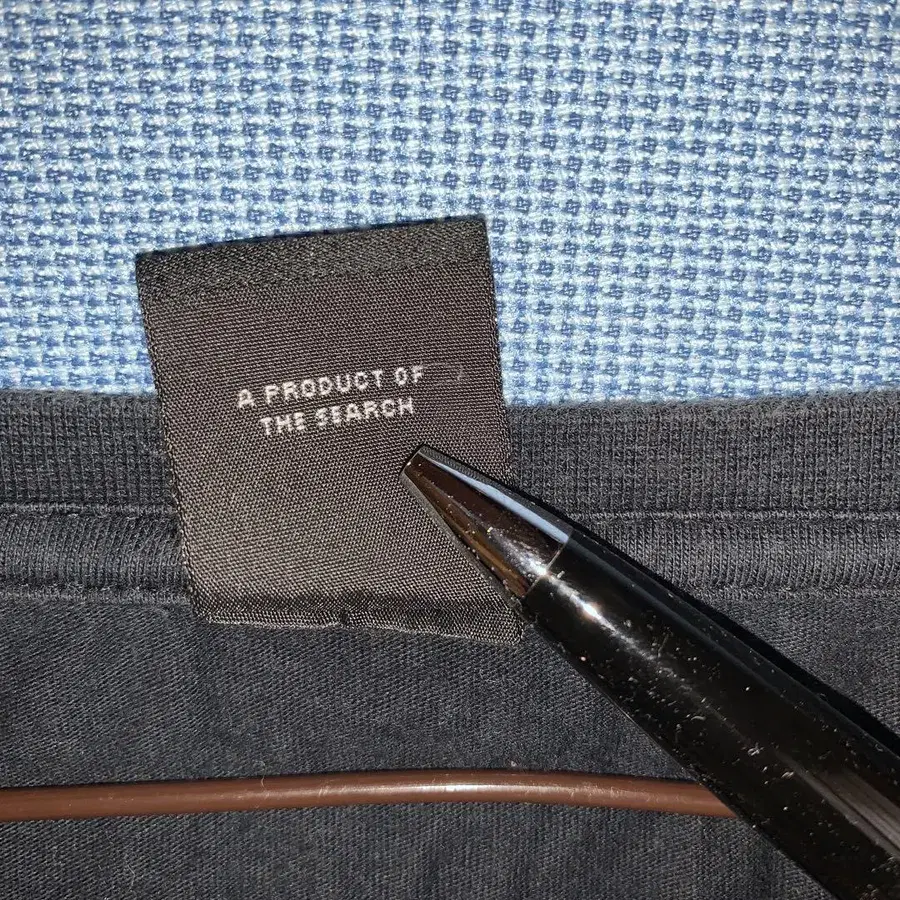 A PRODUCT OF
THE SEARCH